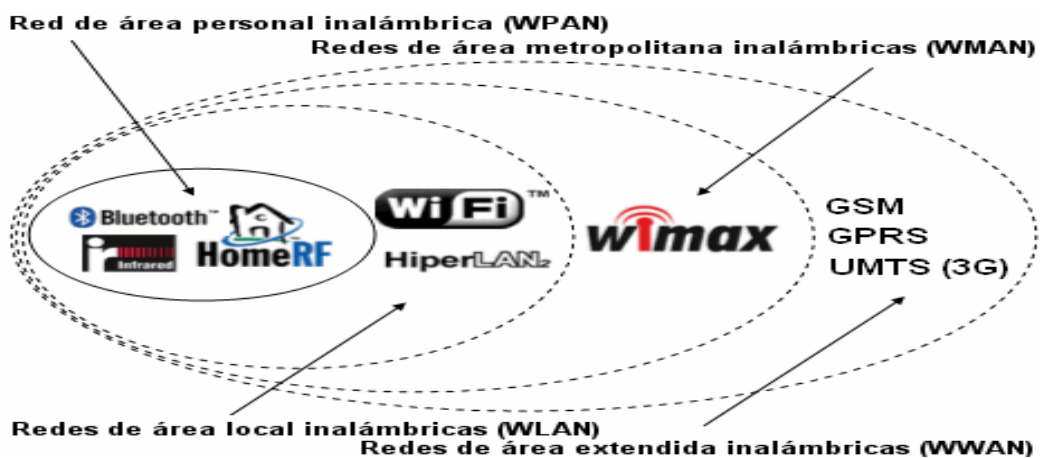 Red de área personal inalámbrica (WPAN)
Redes de área metropolitana inalámbricas (WMAN)
Bluetooth™
Infrared
HomeRF
Wi Fi™
HiperLAN2
wimax
GSM
GPRS
UMTS (3G)
Redes de área local inalámbricas (WLAN)
Redes de área extendida inalámbricas (WWAN)